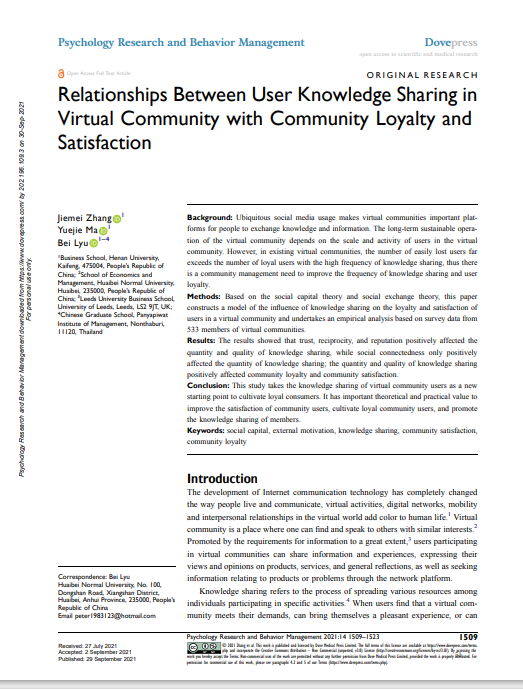 Psychology Research and Behavior Management
Dovepress
open access to scientific and medical research
Open Access Full Text Article
ORIGINAL RESEARCH
Relationships Between User Knowledge Sharing in
Virtual Community with Community Loyalty and
Satisfaction
Psychology Research and Behavior Management downloaded from https://www.dovepress.com/ by 202.196.109.3 on 30-Sep-2021
For personal use only.
Jiemei Zhang 1
Yuejie Ma 1
Bei Lyu 1–4
1Business School, Henan University,
Kaifeng, 475004, People's Republic of
China; 2School of Economics and
Management, Huaibei Normal University,
Huaibei, 235000, People's Republic of
China; 3Leeds University Business School,
University of Leeds, Leeds, LS2 9JT, UK;
4Chinese Graduate School, Panyapiwat
Institute of Management, Nonthaburi,
11120, Thailand
Background: Ubiquitous social media usage makes virtual communities important plat-
forms for people to exchange knowledge and information. The long-term sustainable opera-
tion of the virtual community depends on the scale and activity of users in the virtual
community. However, in existing virtual communities, the number of easily lost users far
exceeds the number of loyal users with the high frequency of knowledge sharing, thus there
is a community management need to improve the frequency of knowledge sharing and user
loyalty.
Methods: Based on the social capital theory and social exchange theory, this paper
constructs a model of the influence of knowledge sharing on the loyalty and satisfaction of
users in a virtual community and undertakes an empirical analysis based on survey data from
533 members of virtual communities.
Results: The results showed that trust, reciprocity, and reputation positively affected the
quantity and quality of knowledge sharing, while social connectedness only positively
affected the quantity of knowledge sharing; the quantity and quality of knowledge sharing
positively affected community loyalty and community satisfaction.
Conclusion: This study takes the knowledge sharing of virtual community users as a new
starting point to cultivate loyal consumers. It has important theoretical and practical value to
improve the satisfaction of community users, cultivate loyal community users, and promote
the knowledge sharing of members.
Keywords: social capital, external motivation, knowledge sharing, community satisfaction,
community loyalty
Introduction
The development of Internet communication technology has completely changed
the way people live and communicate, virtual activities, digital networks, mobility
and interpersonal relationships in the virtual world add color to human life.1 Virtual
community is a place where one can find and speak to others with similar interests.2
Promoted by the requirements for information to a great extent,3 users participating
in virtual communities can share information and experiences, expressing their
views and opinions on products, services, and general reflections, as well as seeking
information relating to products or problems through the network platform.
Knowledge sharing refers to the process of spreading various resources among
individuals participating in specific activities.4 When users find that a virtual com-
munity meets their demands, can bring themselves a pleasant experience, or can
Correspondence: Bei Lyu
Huaibei Normal University, No. 100,
Dongshan Road, Xiangshan District,
Huaibei, Anhui Province, 235000, People's
Republic of China
Email peter1983123@hotmail.com
Received: 27 July 2021
Accepted: 2 September 2021
Published: 29 September 2021
Psychology Research and Behavior Management 2021:14 1509–1523
1509
© 2021 Zhang et al. This work is published and licensed by Dove Medical Press Limited. The full terms of this license are available at https://www.dovepress.com/terms.
php and incorporate the Creative Commons Attribution – Non Commercial (unported, v3.0) License (http://creativecommons.org/licenses/by-nc/3.0/). By accessing the
work you hereby accept the Terms. Non-commercial uses of the work are permitted without any further permission from Dove Medical Press Limited, provided the work is properly attributed. For
permission for commercial use of this work, please see paragraphs 4.2 and 5 of our Terms (https://www.dovepress.com/terms.php).